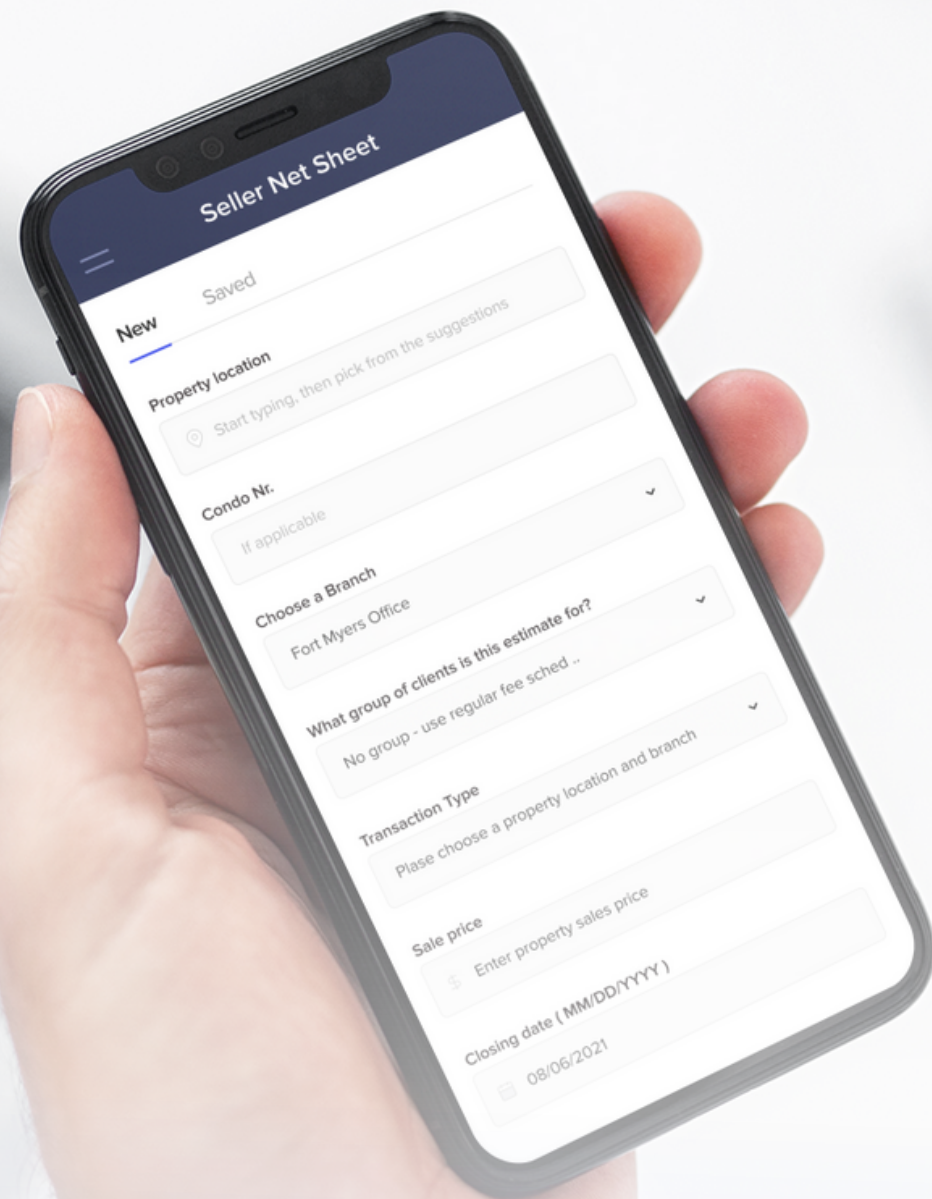 Seller Net Sheet
New
Saved
Property location
Start typing, then pick from the suggestions
Condo Nr.
If applicable
Choose a Branch
Fort Myers Office
What group of clients is this estimate for?
No group - use regular fee sched ..
Transaction Type
Plase choose a property location and branch
Sale price
$ Enter property sales price
Closing date ( MM/DD/YYYY )
08/06/2021